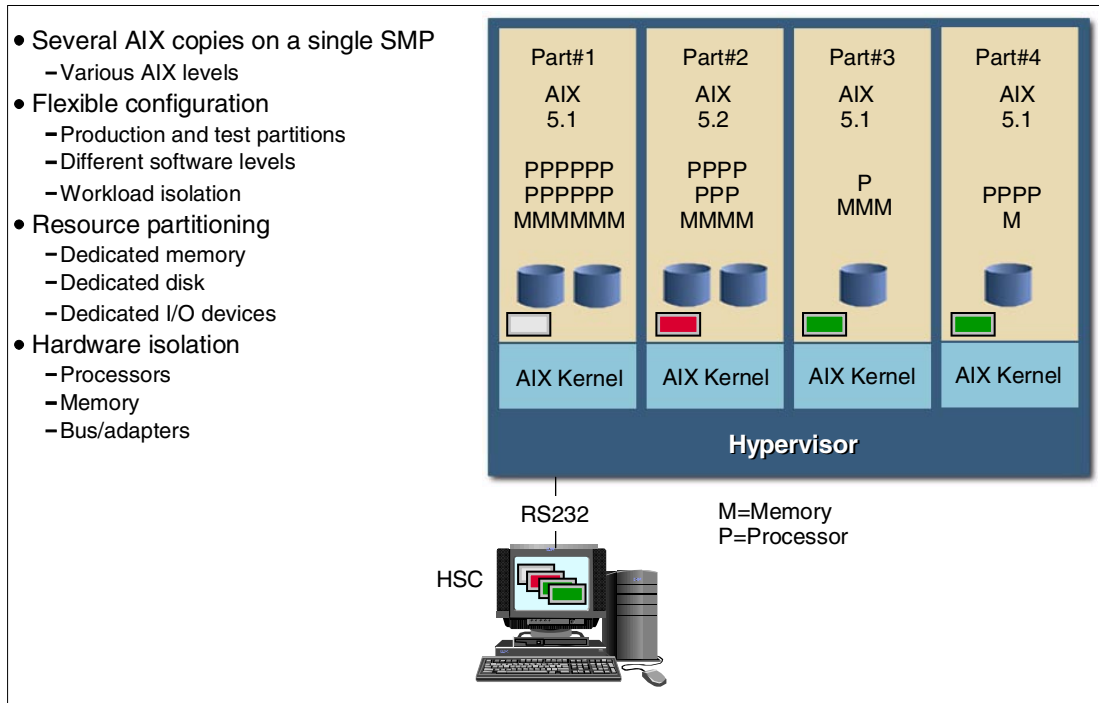 • Several AIX copies on a single SMP
–Various AIX levels
• Flexible configuration
–Production and test partitions
–Different software levels
–Workload isolation
• Resource partitioning
–Dedicated memory
–Dedicated disk
–Dedicated I/O devices
• Hardware isolation
–Processors
–Memory
–Bus/adapters
Part#1
AIX
5.1
PPPPPP
PPPPPP
MMMMMM
AIX Kernel
Part#2
AIX
5.2
PPPP
PPP
MMMM
AIX Kernel
Part#3
AIX
5.1
P
MMM
AIX Kernel
Part#4
AIX
5.1
PPPP
M
AIX Kernel
Hypervisor
RS232
HSC
M=Memory
P=Processor